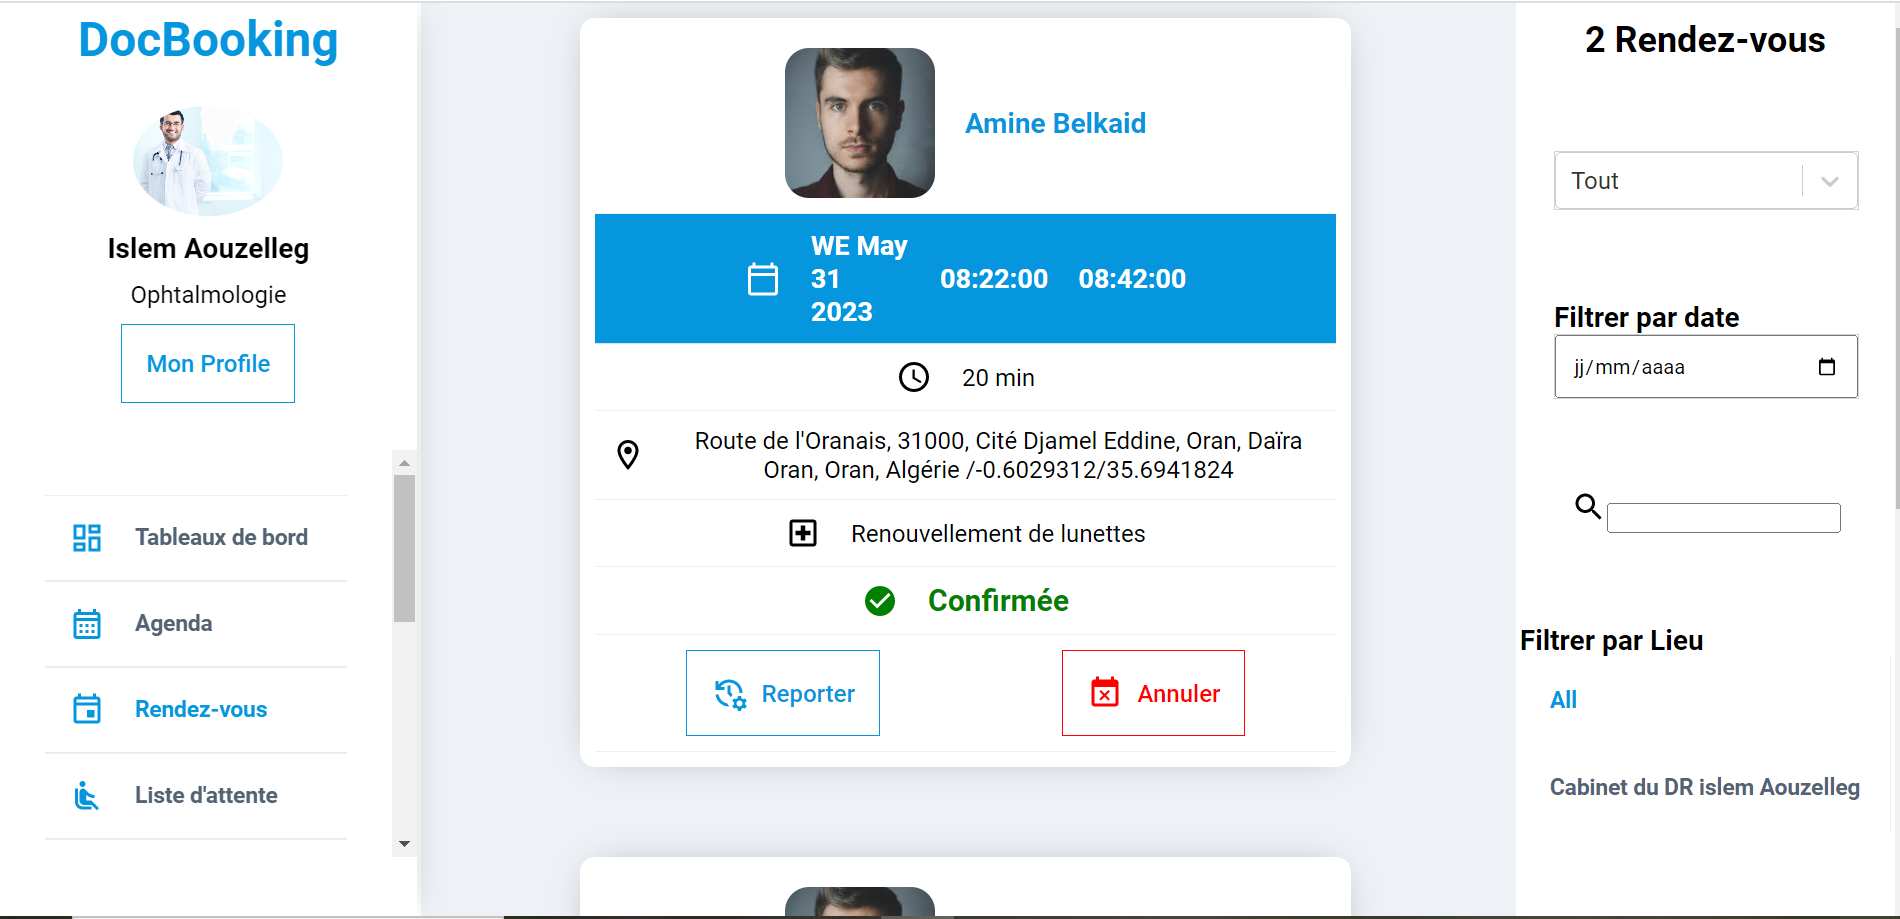 DocBooking
Islem Aouzelleg
Ophtalmologie
Mon Profile
Tableaux de bord
Agenda
Rendez-vous
Liste d'attente
Amine Belkaid
WE May
31
2023
08:22:00 08:42:00
20 min
Route de l'Oranais, 31000, Cité Djamel Eddine, Oran, Daïra
Oran, Oran, Algérie /-0.6029312/35.6941824
Renouvellement de lunettes
Confirmée
Reporter
Annuler
2 Rendez-vous
Tout
Filtrer par date
jj/mm/aaaa
Filtrer par Lieu
All
Cabinet du DR islem Aouzelleg